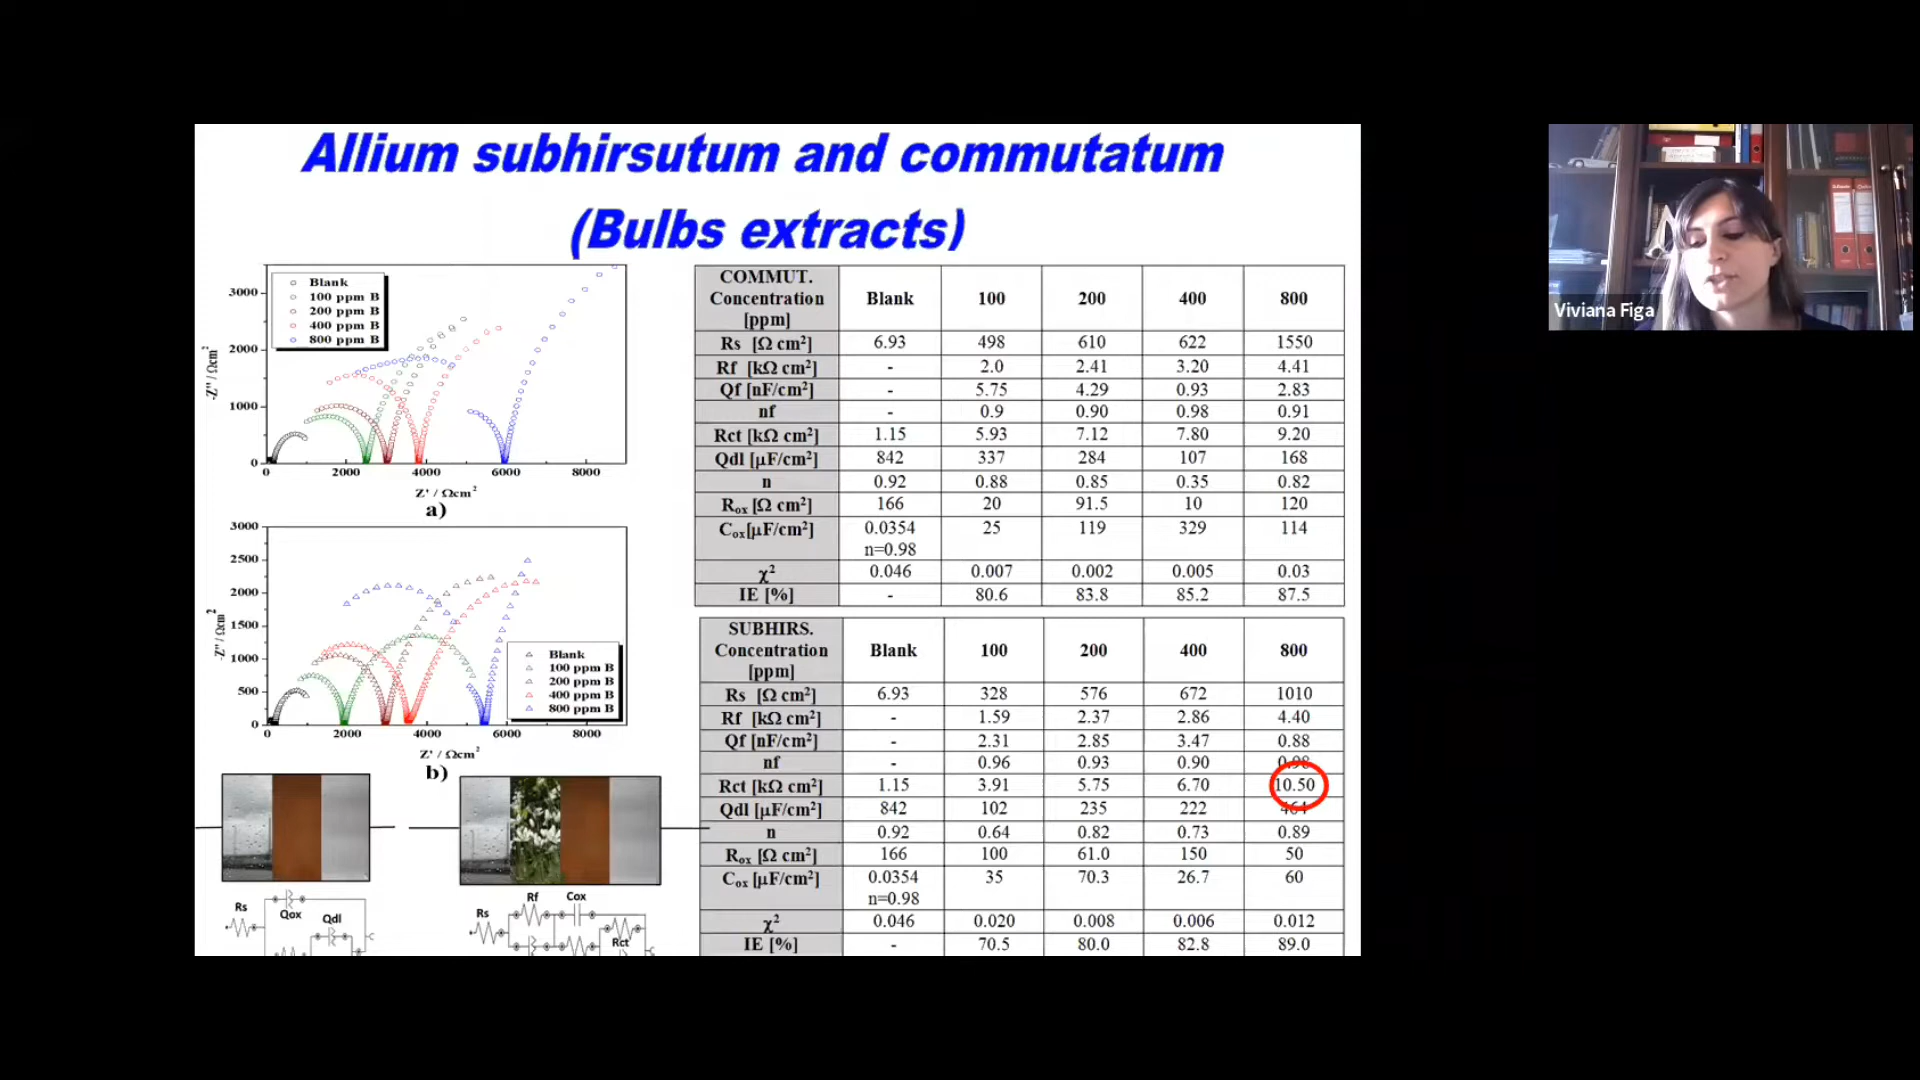 Allium subhirsutum and commutatum
(Bulbs extracts)
3000
2000
1000
0
0 2000 4000 6000 8000
-Z'' / Ωcm²
Z' / Ωcm²
Blank
100 ppm B
200 ppm B
400 ppm B
800 ppm B
a)
3000
2500
2000
1500
1000
500
0
0 2000 4000 6000 8000
-Z'' / Ωcm²
Z' / Ωcm²
Blank
100 ppm B
200 ppm B
400 ppm B
800 ppm B
b)
Rs
Qox
Qdl
Rs
Rf
Cox
Rct
COMMUT. Concentration [ppm] Blank 100 200 400 800
Rs [Ω cm²] 6.93 498 610 622 1550
Rf [kΩ cm²] - 2.0 2.41 3.20 4.41
Qf [nF/cm²] - 5.75 4.29 0.93 2.83
nf - 0.9 0.90 0.98 0.91
Rct [kΩ cm²] 1.15 5.93 7.12 7.80 9.20
Qdl [µF/cm²] 842 337 284 107 168
n 0.92 0.88 0.85 0.35 0.82
Rox [Ω cm²] 166 20 91.5 10 120
Cox[µF/cm²] 0.0354 n=0.98 25 119 329 114
χ² 0.046 0.007 0.002 0.005 0.03
IE [%] - 80.6 83.8 85.2 87.5
SUBHIRS. Concentration [ppm] Blank 100 200 400 800
Rs [Ω cm²] 6.93 328 576 672 1010
Rf [kΩ cm²] - 1.59 2.37 2.86 4.40
Qf [nF/cm²] - 2.31 2.85 3.47 0.88
nf - 0.96 0.93 0.90 0.98
Rct [kΩ cm²] 1.15 3.91 5.75 6.70 10.50
Qdl [µF/cm²] 842 102 235 222 464
n 0.92 0.64 0.82 0.73 0.89
Rox [Ω cm²] 166 100 61.0 150 50
Cox [µF/cm²] 0.0354 n=0.98 35 70.3 26.7 60
χ² 0.046 0.020 0.008 0.006 0.012
IE [%] - 70.5 80.0 82.8 89.0
Viviana Figa